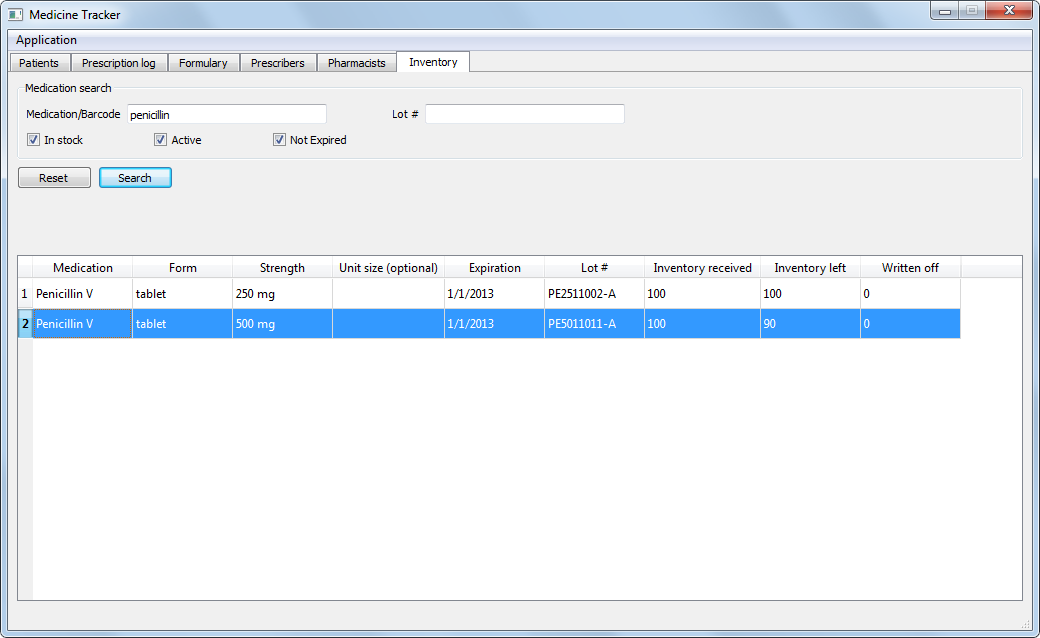 Medicine Tracker
Application
Patients Prescription log Formulary Prescribers Pharmacists Inventory
Medication search
Medication/Barcode penicillin Lot #
In stock Active Not Expired
Reset Search
Medication Form Strength Unit size (optional) Expiration Lot # Inventory received Inventory left Written off
1 Penicillin V tablet 250 mg 1/1/2013 PE2511002-A 100 100 0
2 Penicillin V tablet 500 mg 1/1/2013 PE5011011-A 100 90 0